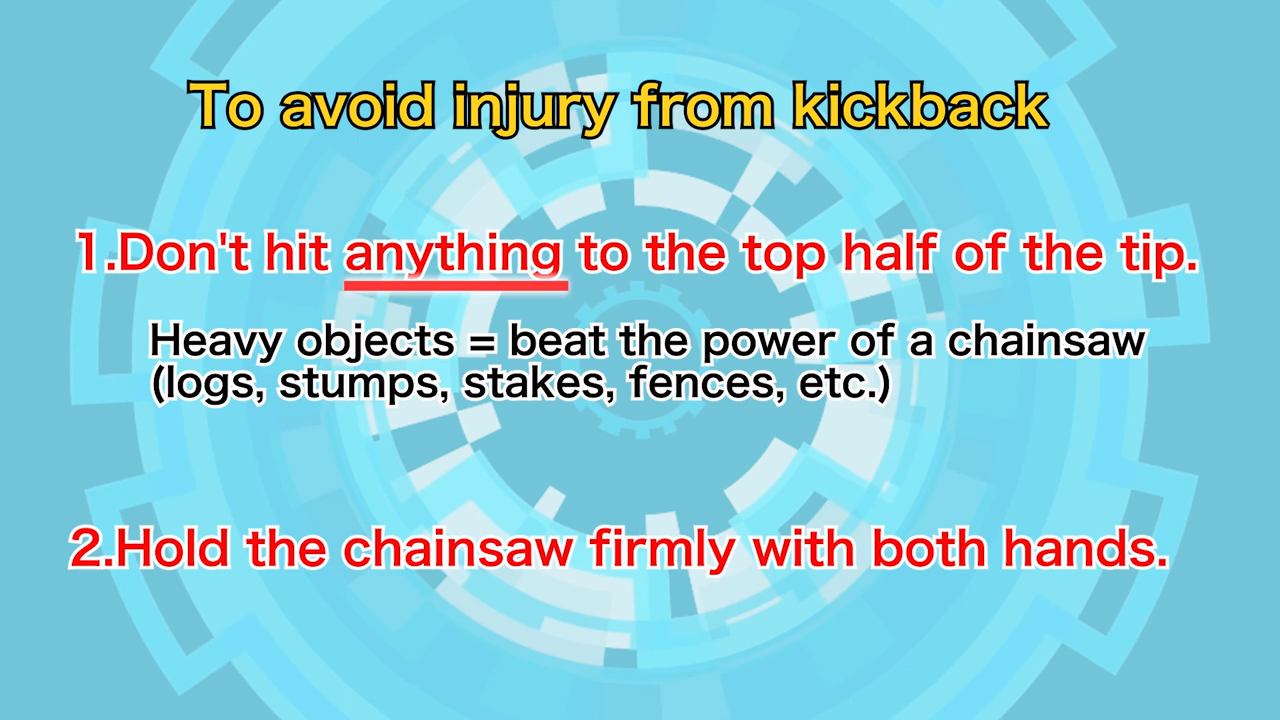 To avoid injury from kickback
1.Don't hit anything to the top half of the tip.
Heavy objects = beat the power of a chainsaw
(logs, stumps, stakes, fences, etc.)
2.Hold the chainsaw firmly with both hands.